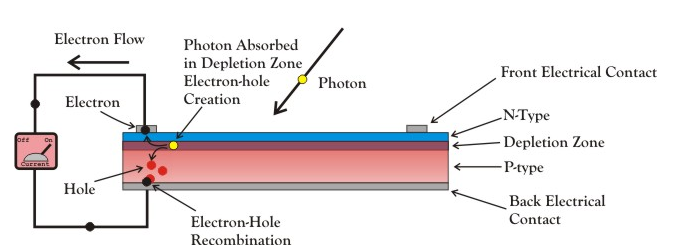 Electron Flow
Photon Absorbed
in Depletion Zone
Electron-hole
Creation
Photon
Front Electrical Contact
Electron
N-Type
Depletion Zone
P-type
Off On
Current
Hole
Back Electrical
Contact
Electron-Hole
Recombination